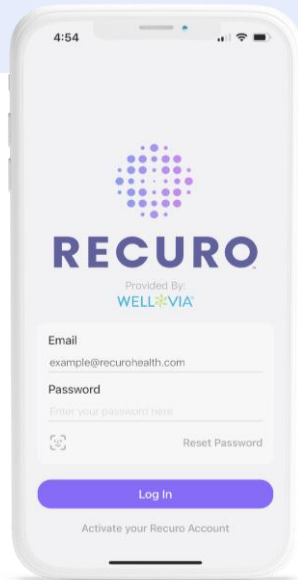 4:54
RECURO
Provided By:
WELLVIA
Email
example@recurohealth.com
Password
Enter your password here
Reset Password
Log In
Activate your Recuro Account